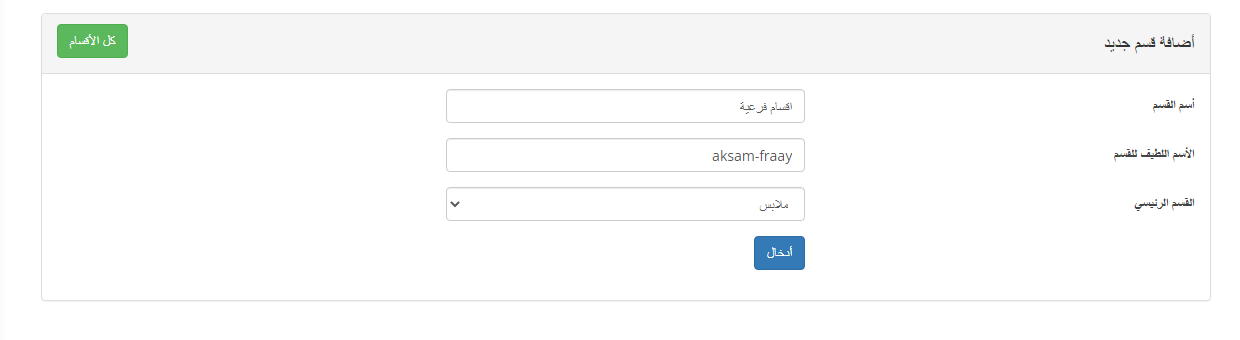 أضافة قسم جديد
كل الأقسام
أسم القسم
اقسام فرعية
الأسم اللطيف للقسم
aksam-fraay
القسم الرئيسي
ملابس
أدخال